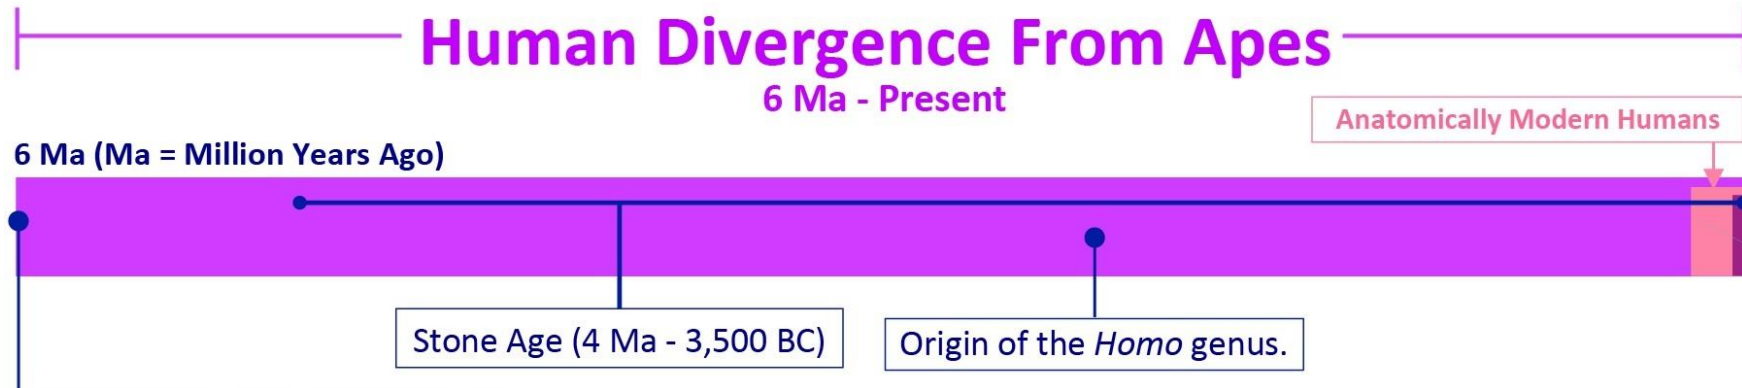 Human Divergence From Apes
6 Ma - Present
Anatomically Modern Humans
6 Ma (Ma = Million Years Ago)
Stone Age (4 Ma - 3,500 BC)
Origin of the Homo genus.